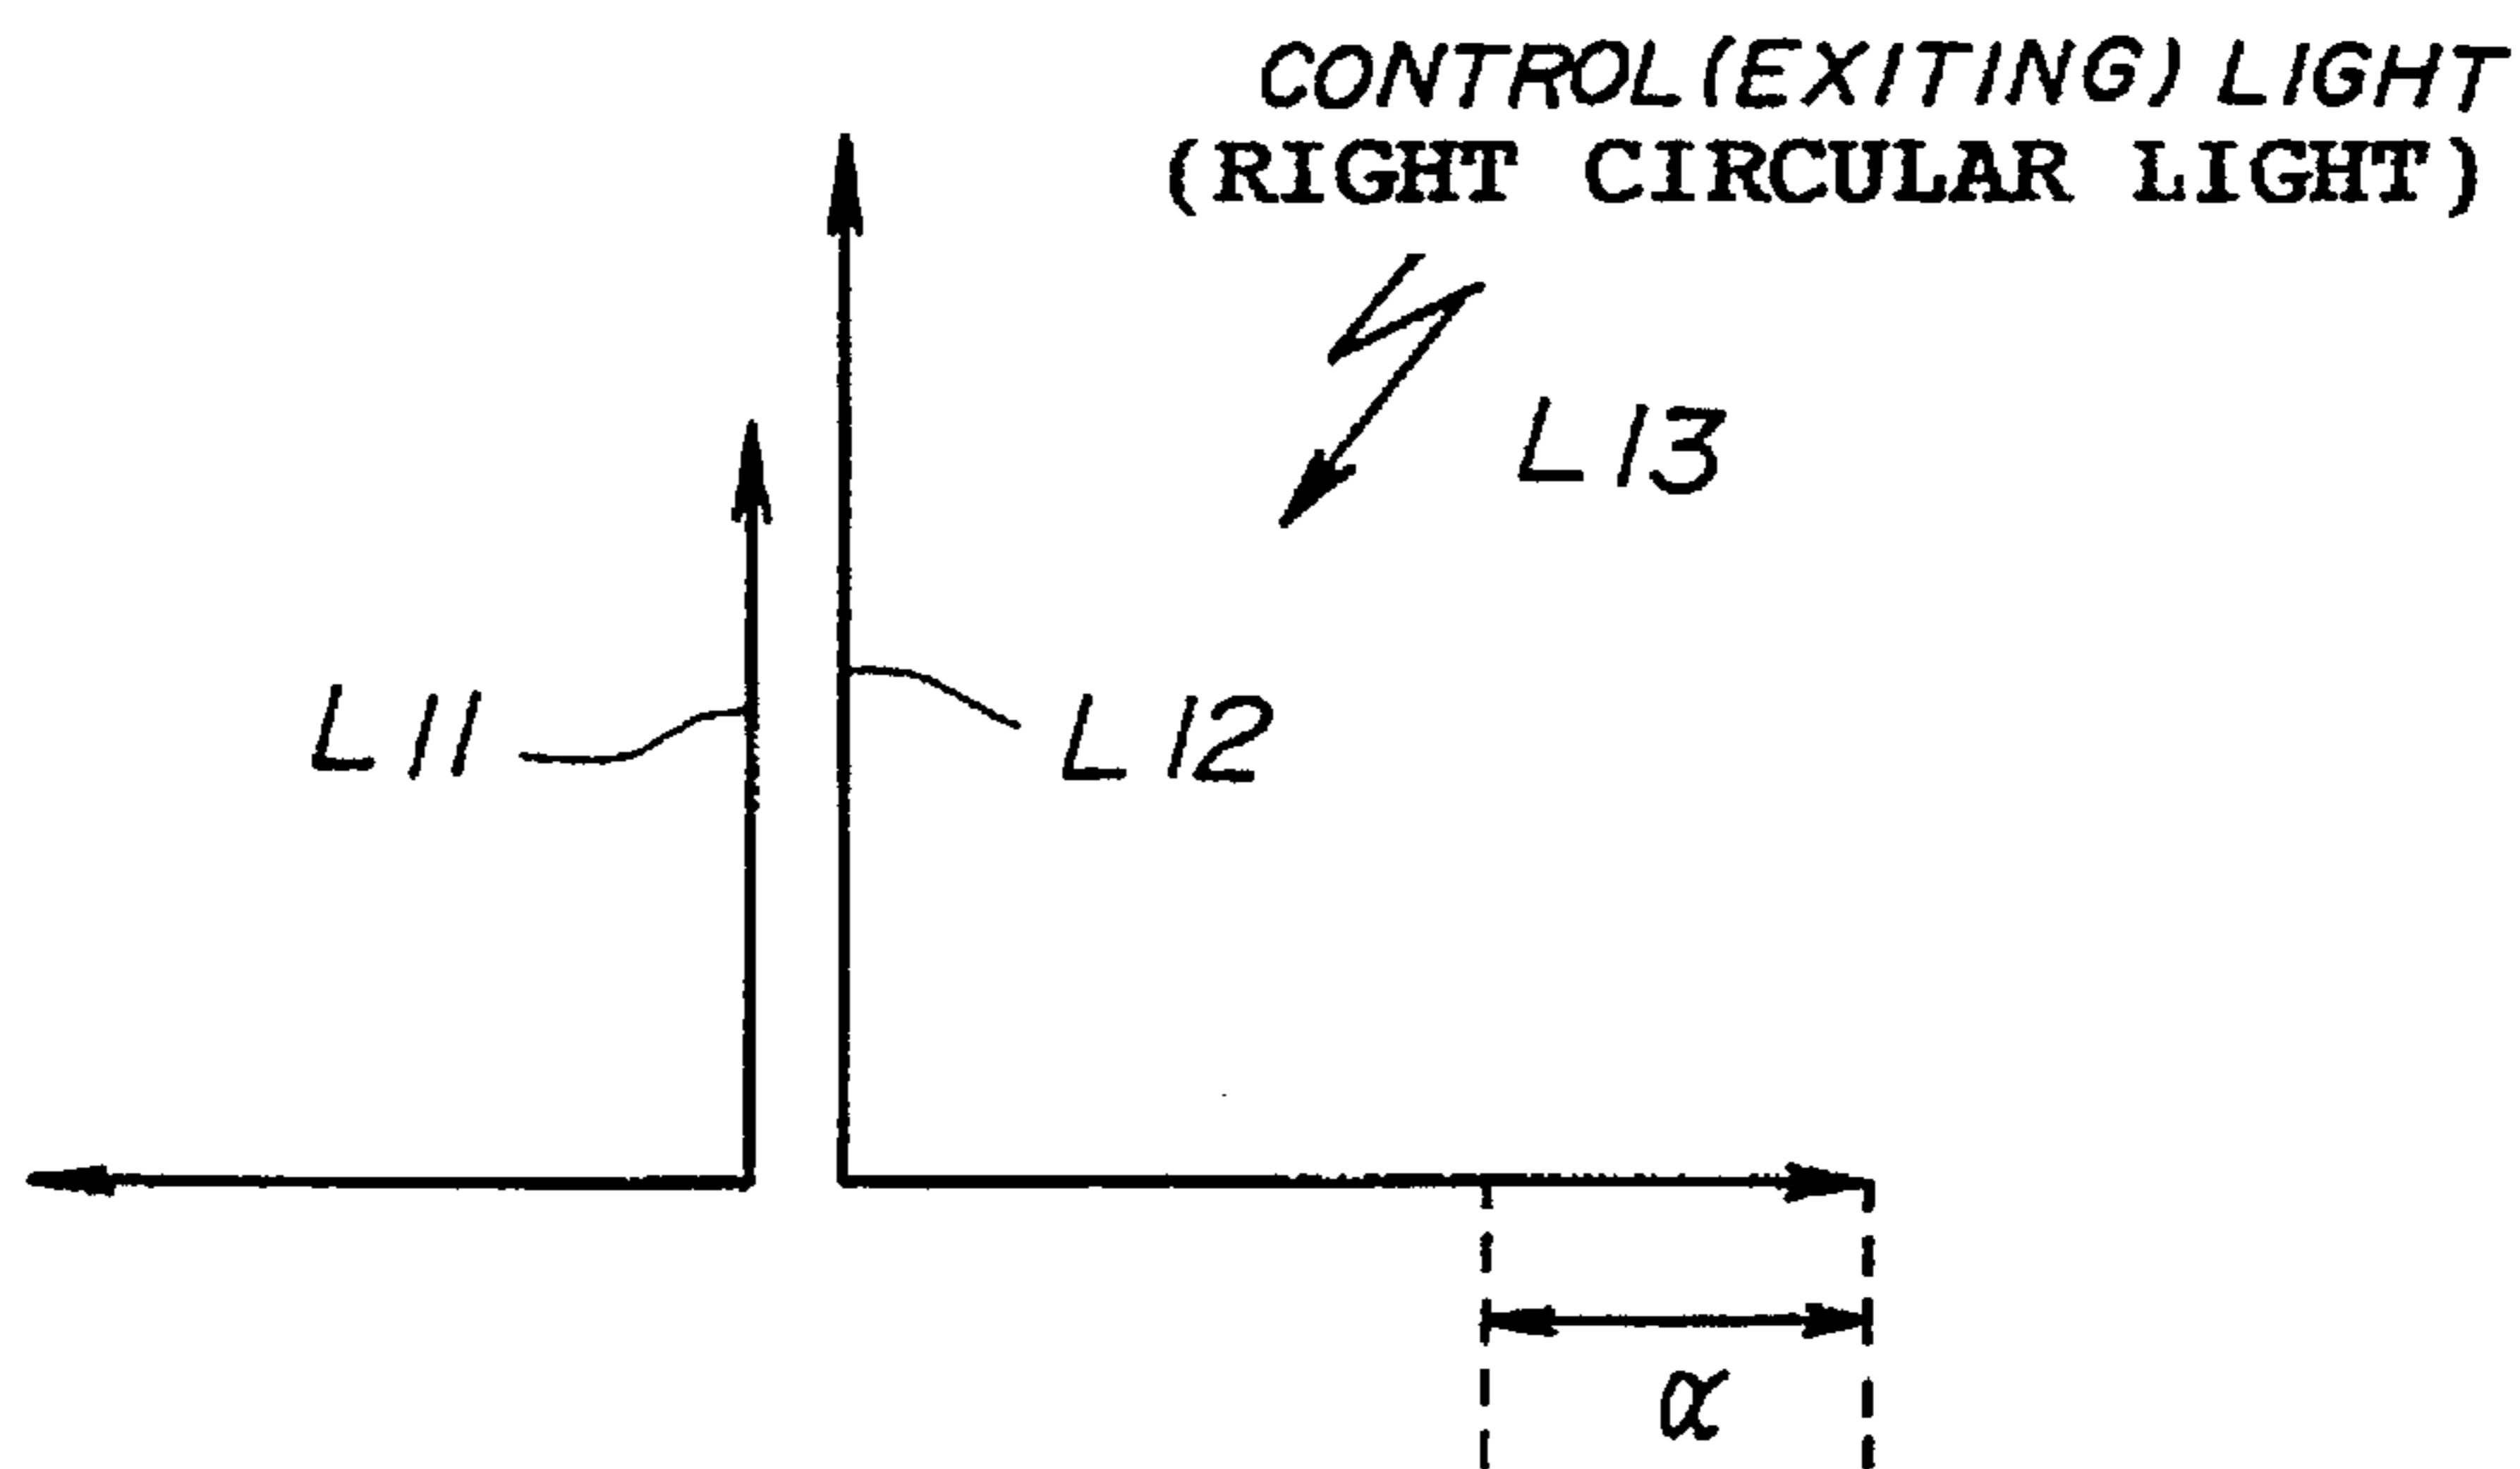 CONTROL(EXITING) LIGHT
(RIGHT CIRCULAR LIGHT)
L13
L11
L12
α